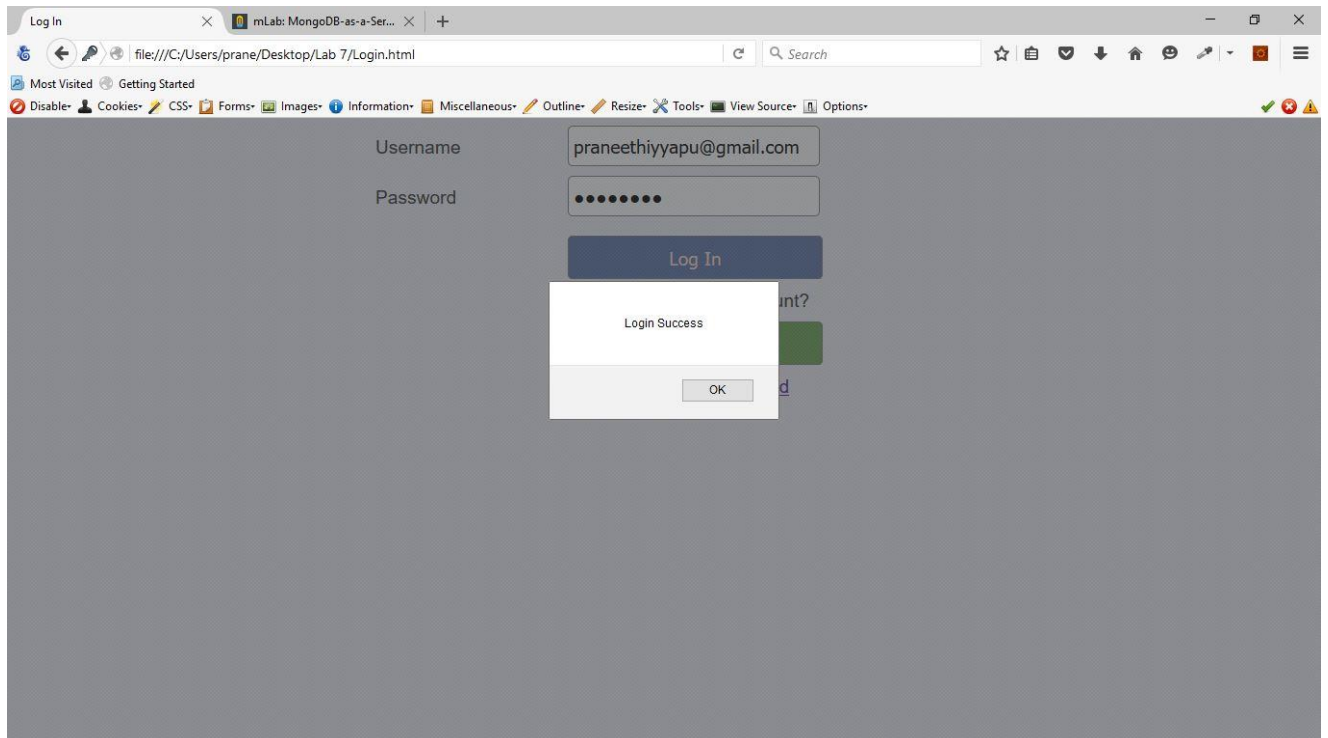 Log In
mLab: MongoDB-as-a-Ser...
file:///C:/Users/prane/Desktop/Lab 7/Login.html
Search
Most Visited Getting Started
Disable Cookies CSS Forms Images Information Miscellaneous Outline Resize Tools View Source Options
Username praneethiyyapu@gmail.com
Password ••••••••
Log In
unt?
Login Success
OK
d